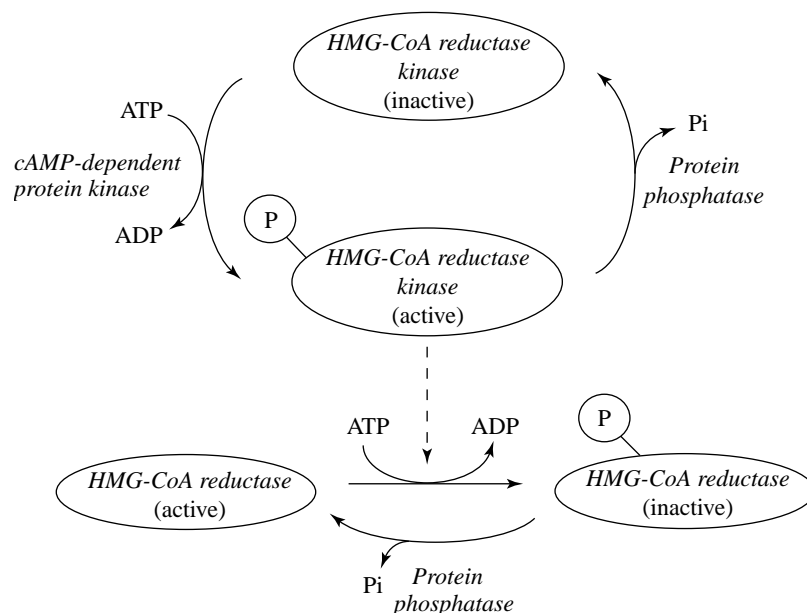 HMG-CoA reductase
kinase
(inactive)
ATP
cAMP-dependent
protein kinase
ADP
Pi
Protein
phosphatase
P
HMG-CoA reductase
kinase
(active)
ATP
ADP
P
HMG-CoA reductase
(active)
HMG-CoA reductase
(inactive)
Pi
Protein
phosphatase